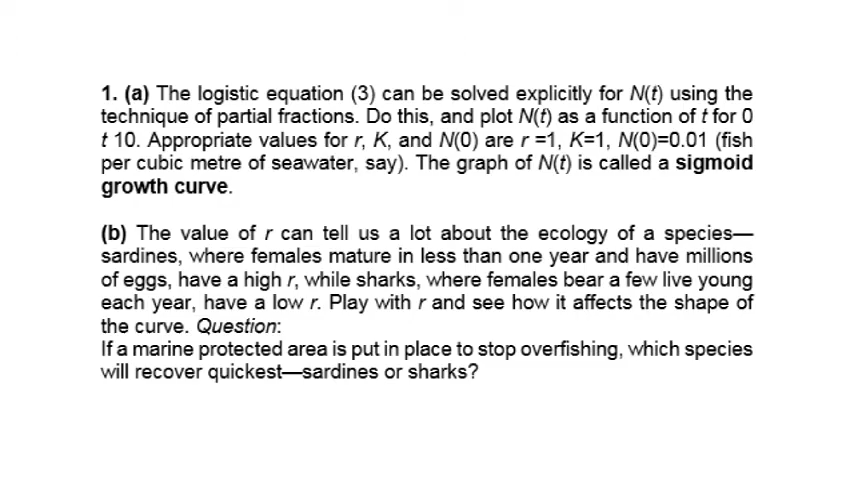 1. (a) The logistic equation (3) can be solved explicitly for N(t) using the
technique of partial fractions. Do this, and plot N(t) as a function of t for 0
t 10. Appropriate values for r, K, and N(0) are r =1, K=1, N(0)=0.01 (fish
per cubic metre of seawater, say). The graph of N(t) is called a sigmoid
growth curve.
(b) The value of r can tell us a lot about the ecology of a species—
sardines, where females mature in less than one year and have millions
of eggs, have a high r, while sharks, where females bear a few live young
each year, have a low r. Play with r and see how it affects the shape of
the curve. Question:
If a marine protected area is put in place to stop overfishing, which species
will recover quickest—sardines or sharks?